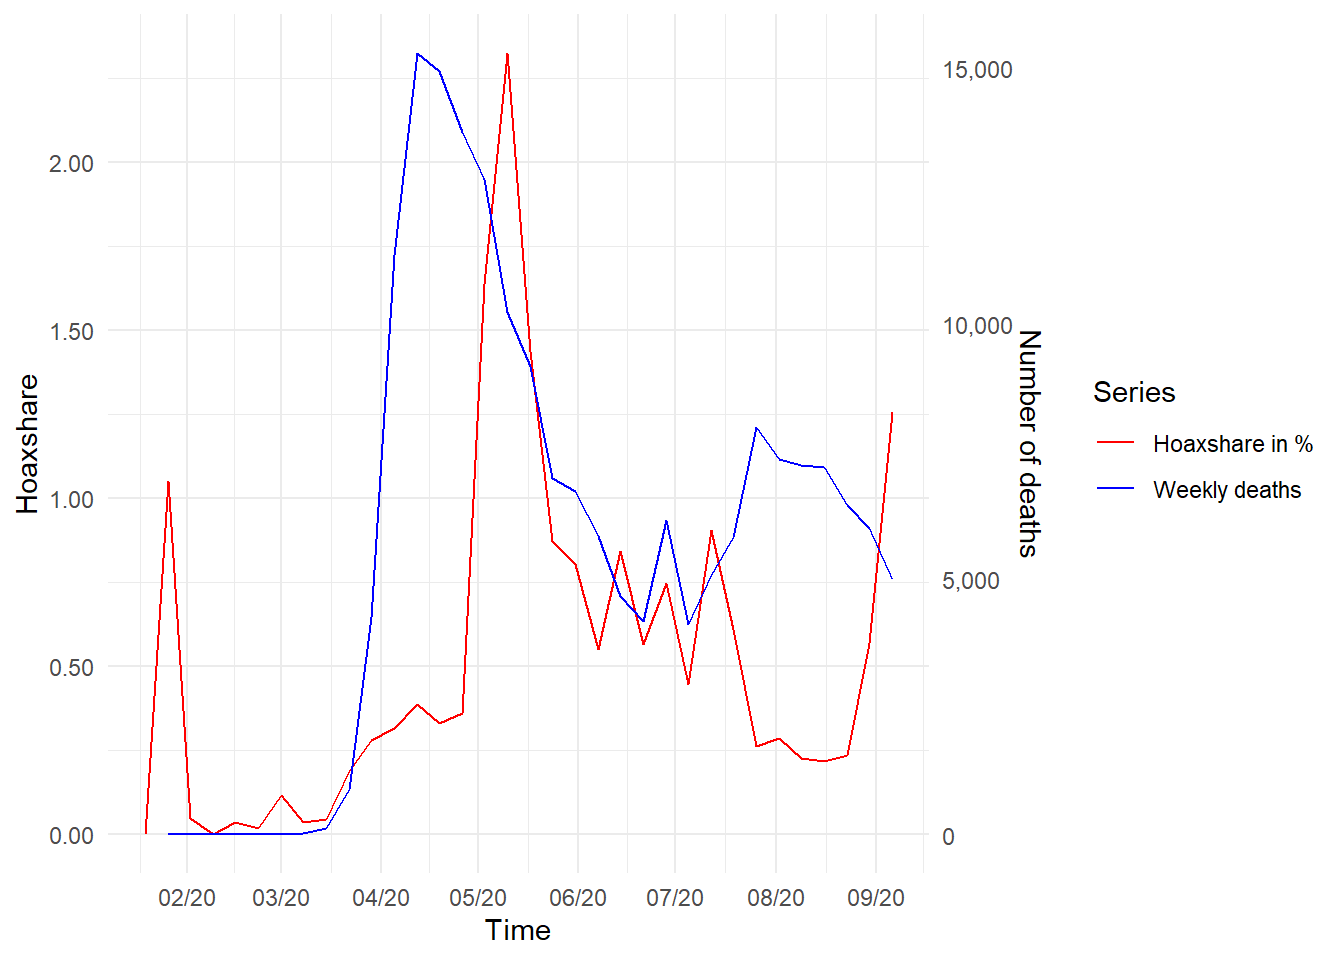 Hoaxshare
2.00
1.50
1.00
0.50
0.00
02/20 03/20 04/20 05/20 06/20 07/20 08/20 09/20
Time
15,000
10,000
5,000
0
Number of deaths
Series
Hoaxshare in %
Weekly deaths